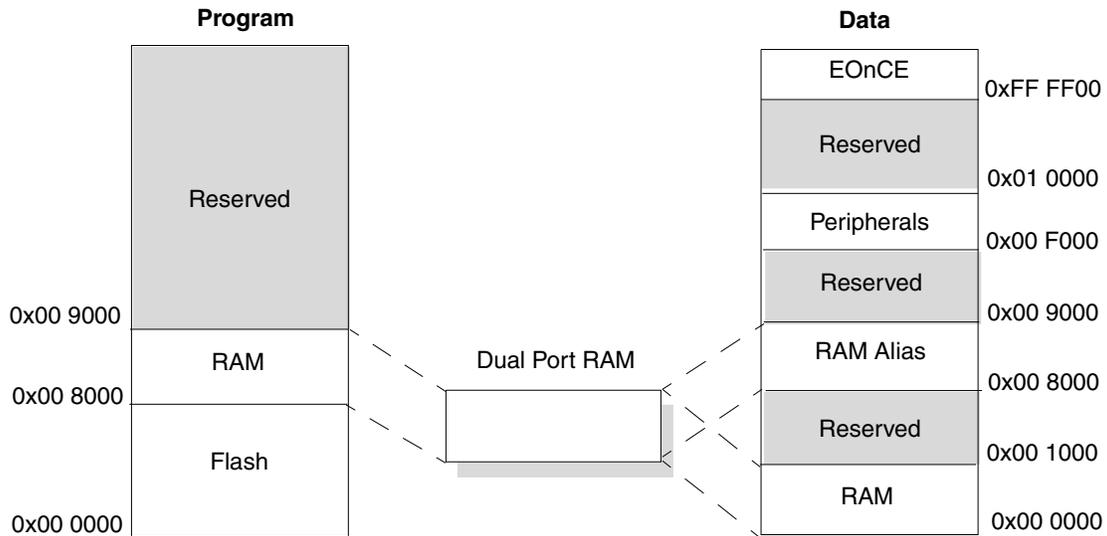 Program
Reserved
0x00 9000
RAM
0x00 8000
Flash
0x00 0000
Dual Port RAM
Data
EOnCE
0xFF FF00
Reserved
0x01 0000
Peripherals
0x00 F000
Reserved
0x00 9000
RAM Alias
0x00 8000
Reserved
0x00 1000
RAM
0x00 0000